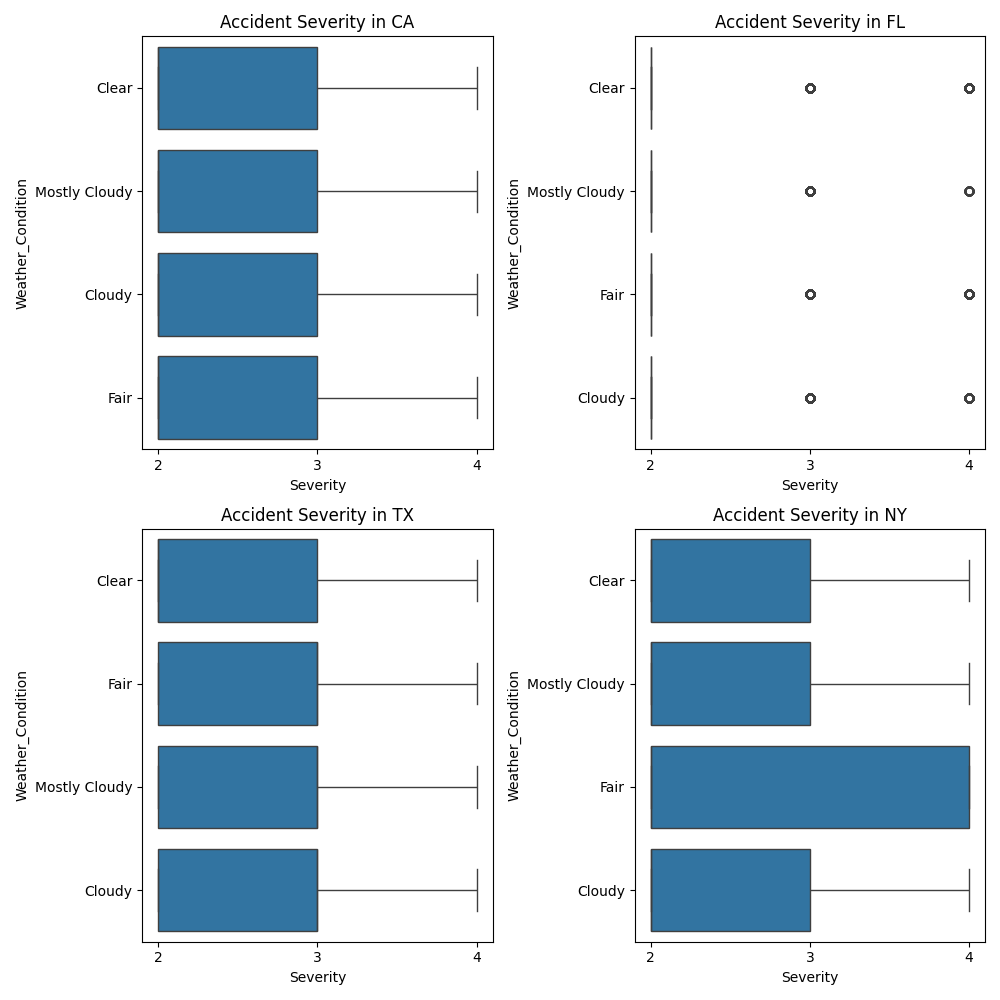 Accident Severity in CA
Weather_Condition
Clear
Mostly Cloudy
Cloudy
Fair
2 3 4
Severity
Accident Severity in FL
Weather_Condition
Clear
Mostly Cloudy
Fair
Cloudy
2 3 4
Severity
Accident Severity in TX
Weather_Condition
Clear
Fair
Mostly Cloudy
Cloudy
2 3 4
Severity
Accident Severity in NY
Weather_Condition
Clear
Mostly Cloudy
Fair
Cloudy
2 3 4
Severity